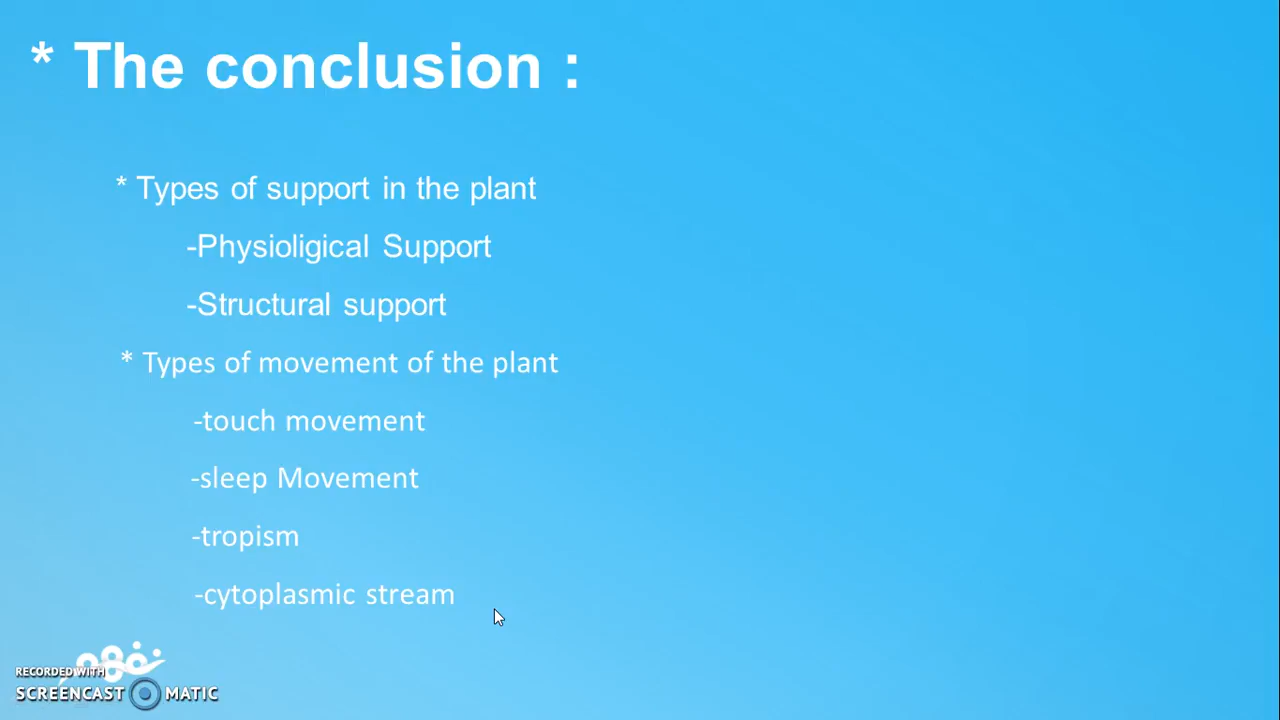 * The conclusion :
* Types of support in the plant
-Physioligical Support
-Structural support
* Types of movement of the plant
-touch movement
-sleep Movement
-tropism
-cytoplasmic stream
RECORDED WITH
SCREENCAST MATIC